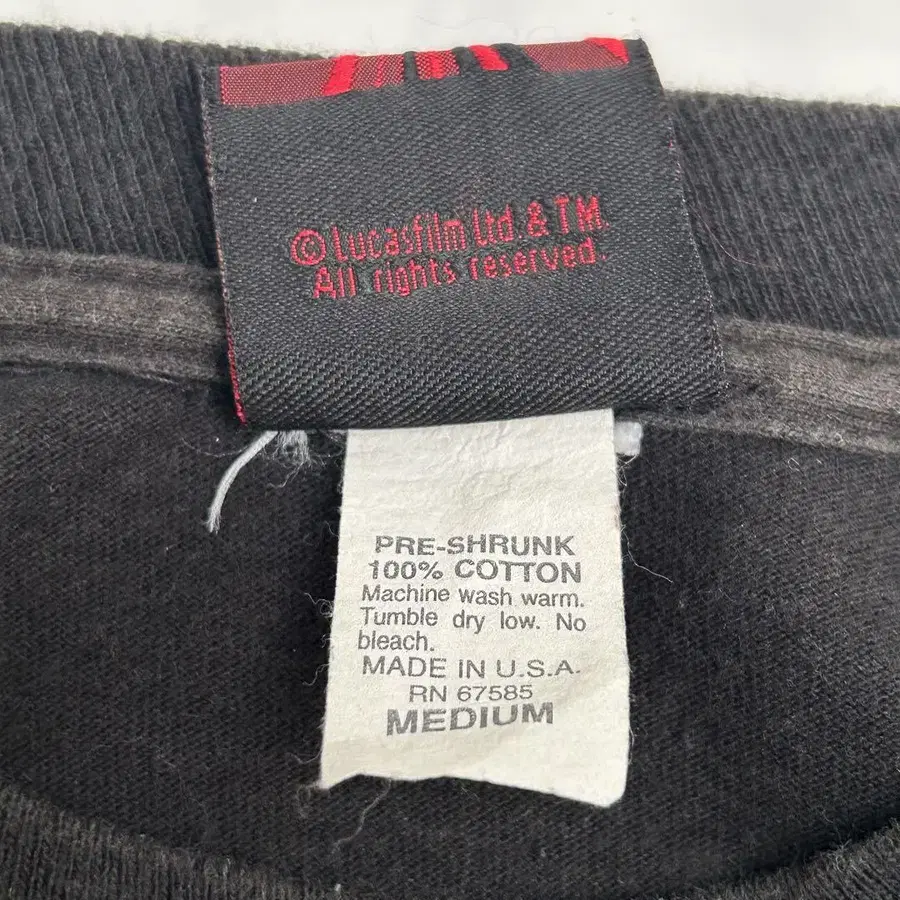 © Lucasfilm Ltd. & TM.
All rights reserved.
PRE-SHRUNK
100% COTTON
Machine wash warm.
Tumble dry low. No
bleach.
MADE IN U.S.A.
RN 67585
MEDIUM